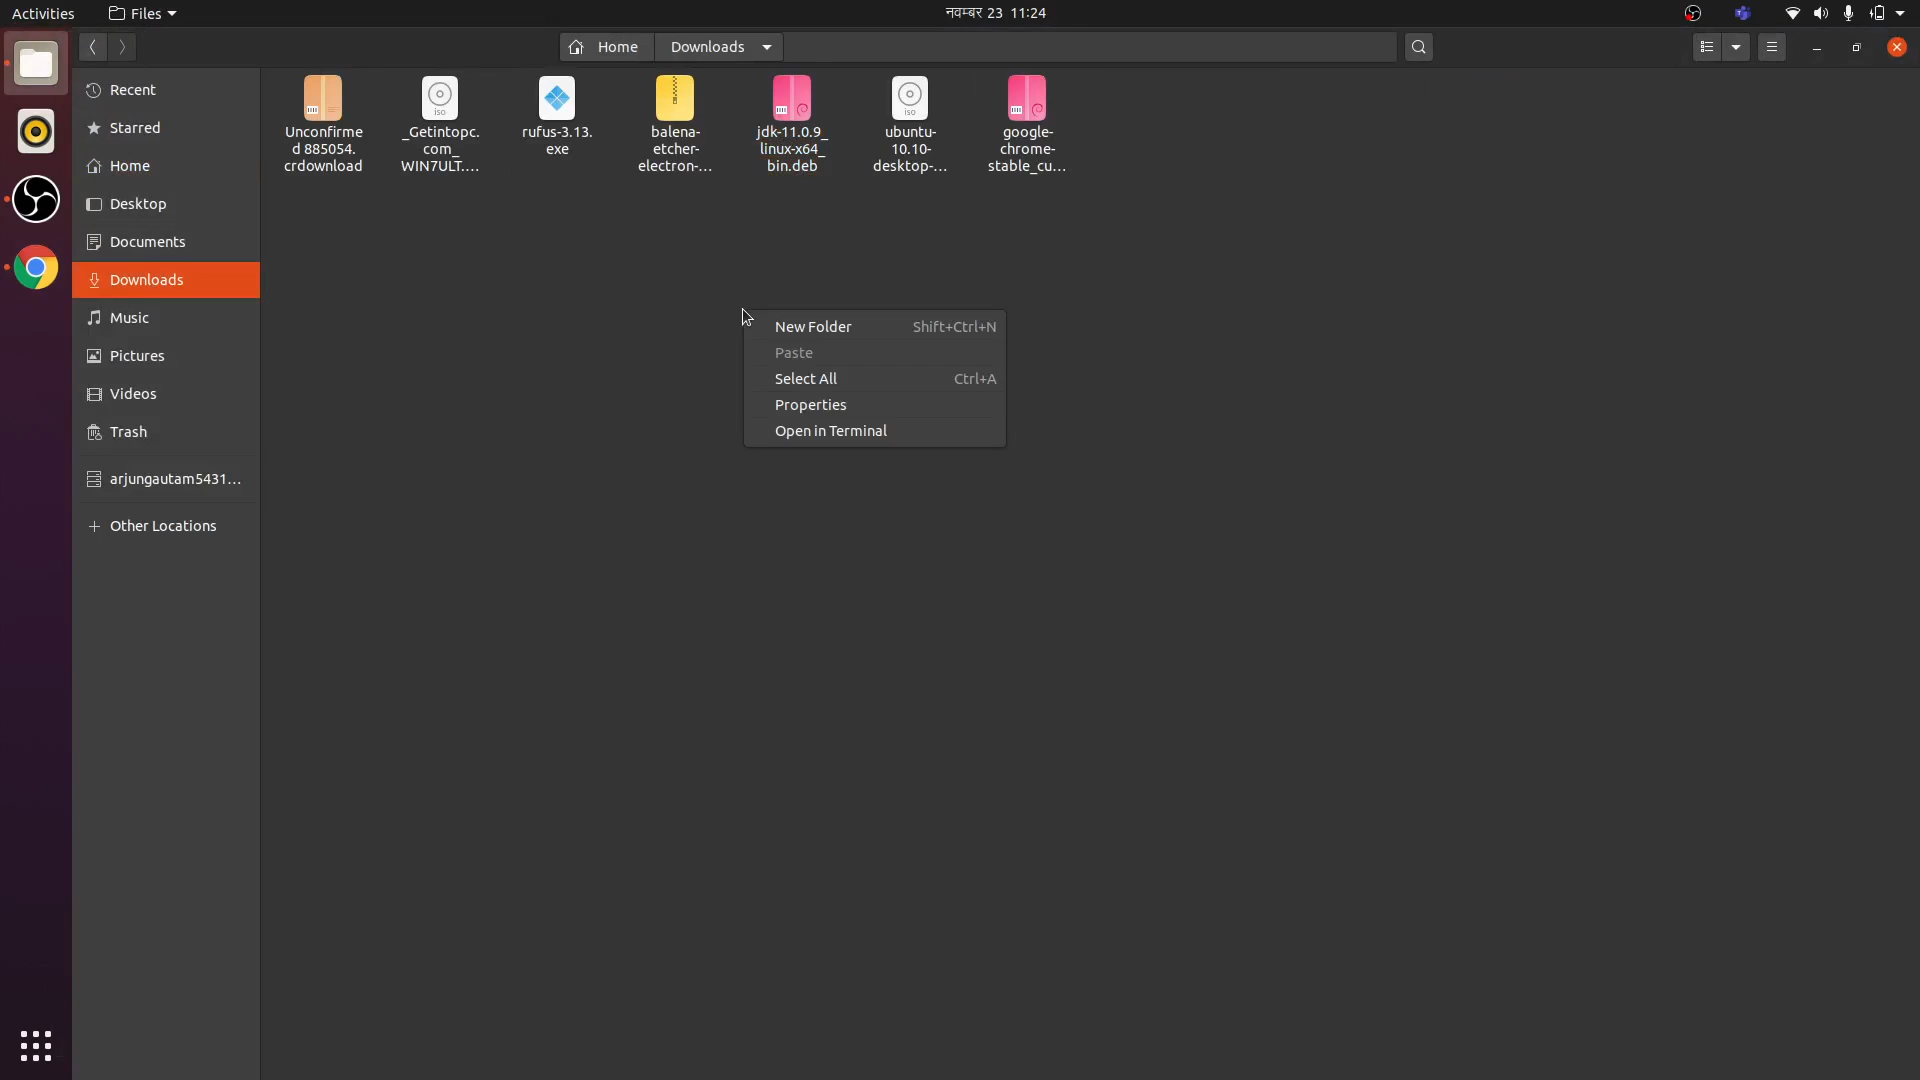 Activities Files नवम्बर 23 11:24
Home Downloads
Recent
Starred
Home
Desktop
Documents
Downloads
Music
Pictures
Videos
Trash
arjungautam5431...
Other Locations
Unconfirme
d 885054.
crdownload
_Getintopc.
com_
WIN7ULT....
rufus-3.13.
exe
balena-
etcher-
electron-...
jdk-11.0.9_
linux-x64_
bin.deb
ubuntu-
10.10-
desktop-...
google-
chrome-
stable_cu...
iso
iso
New Folder Shift+Ctrl+N
Paste
Select All Ctrl+A
Properties
Open in Terminal